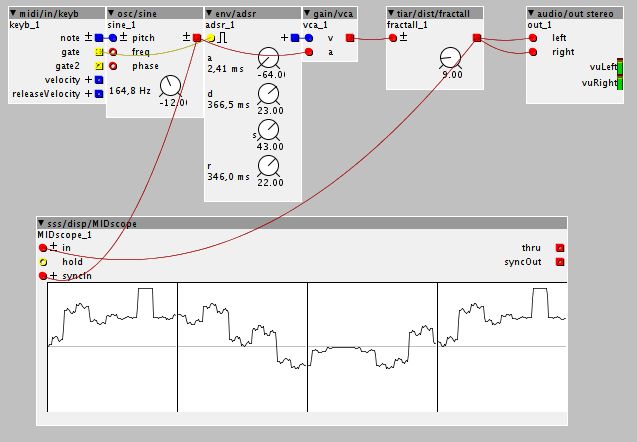 midi/in/keyb
keyb_1
note ±
gate
gate2 +
velocity +
releaseVelocity +
osc/sine
sine_1
± pitch ±
freq
phase
164,8 Hz
-12.00
env/adsr
adsr_1
+
a
2,41 ms
-64.00
d
366,5 ms
23.00
s
43.00
r
346,0 ms
22.00
gain/vca
vca_1
v
a
tiar/dist/fractall
fractall_1
±
9.00
audio/out stereo
out_1
left
right
vuLeft
vuRight
sss/disp/MIDscope
MIDscope_1
± in thru
hold syncOut
+ syncIn